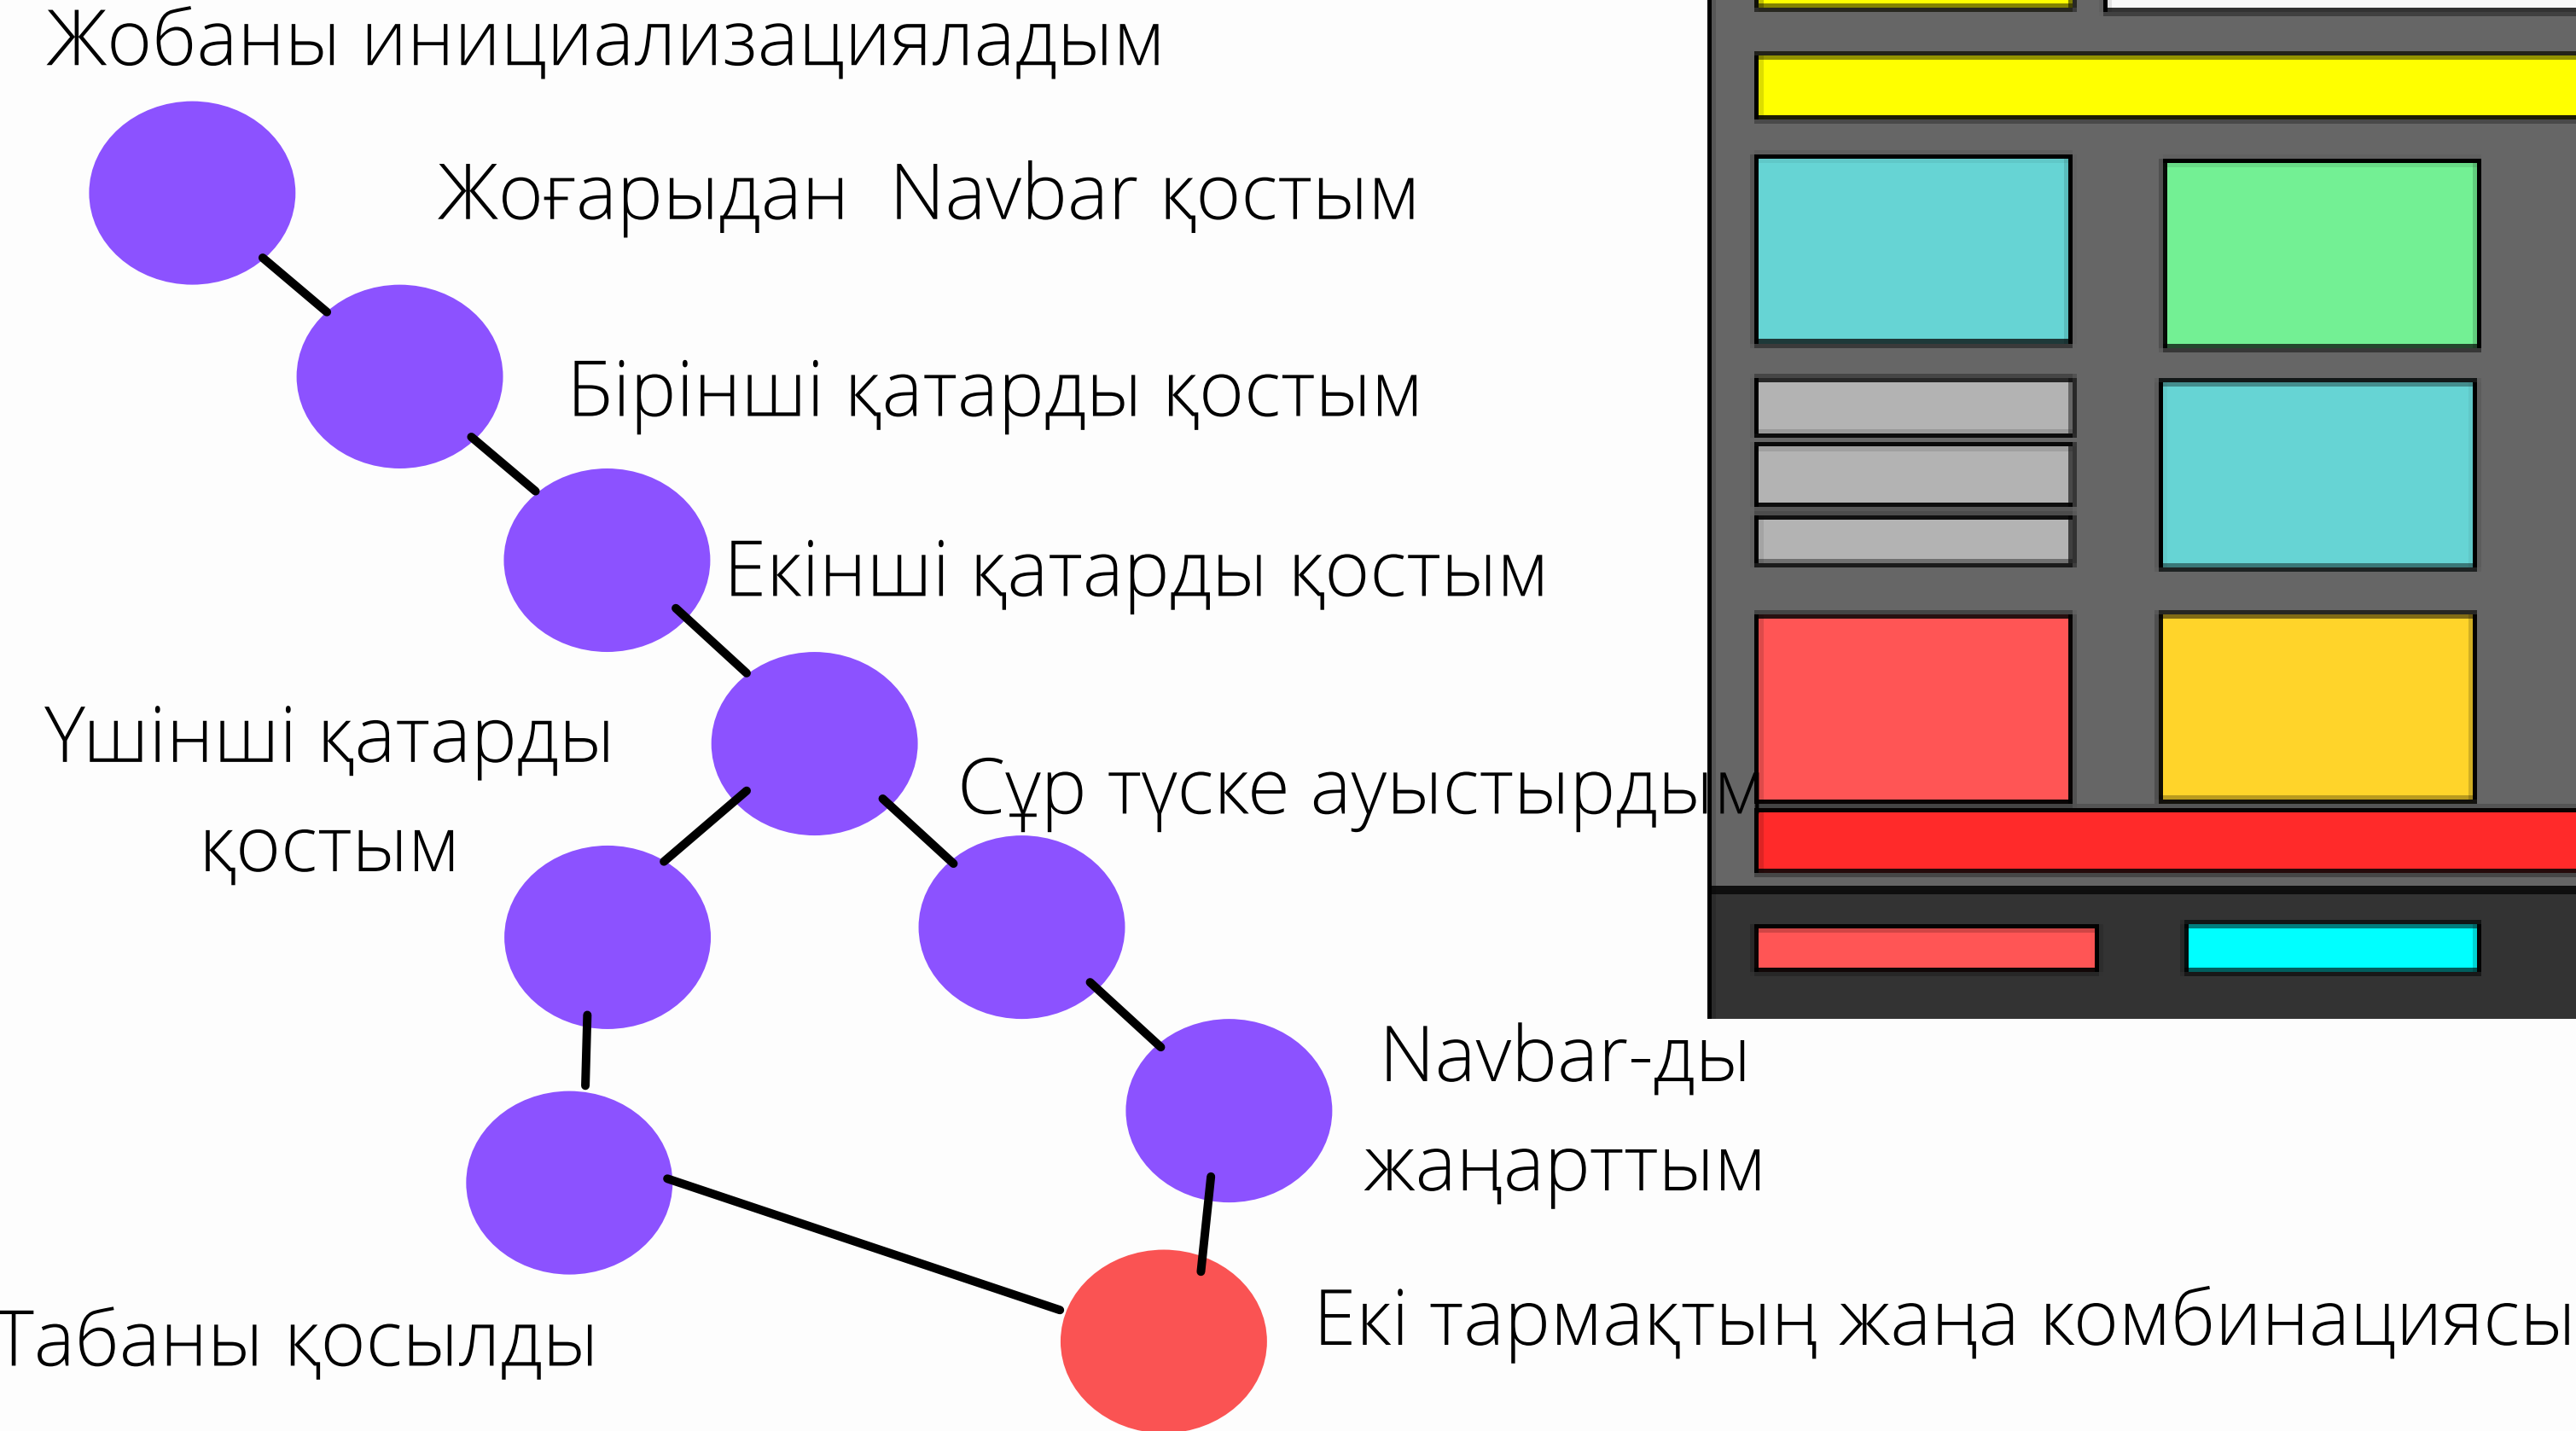 Жобаны инициализацияладым
Жоғарыдан Navbar қостым
Бірінші қатарды қостым
Екінші қатарды қостым
Үшінші қатарды
қостым
Сұр түске ауыстырдым
Navbar-ды
жаңарттым
Екі тармақтың жаңа комбинациясы
Табаны қосылды